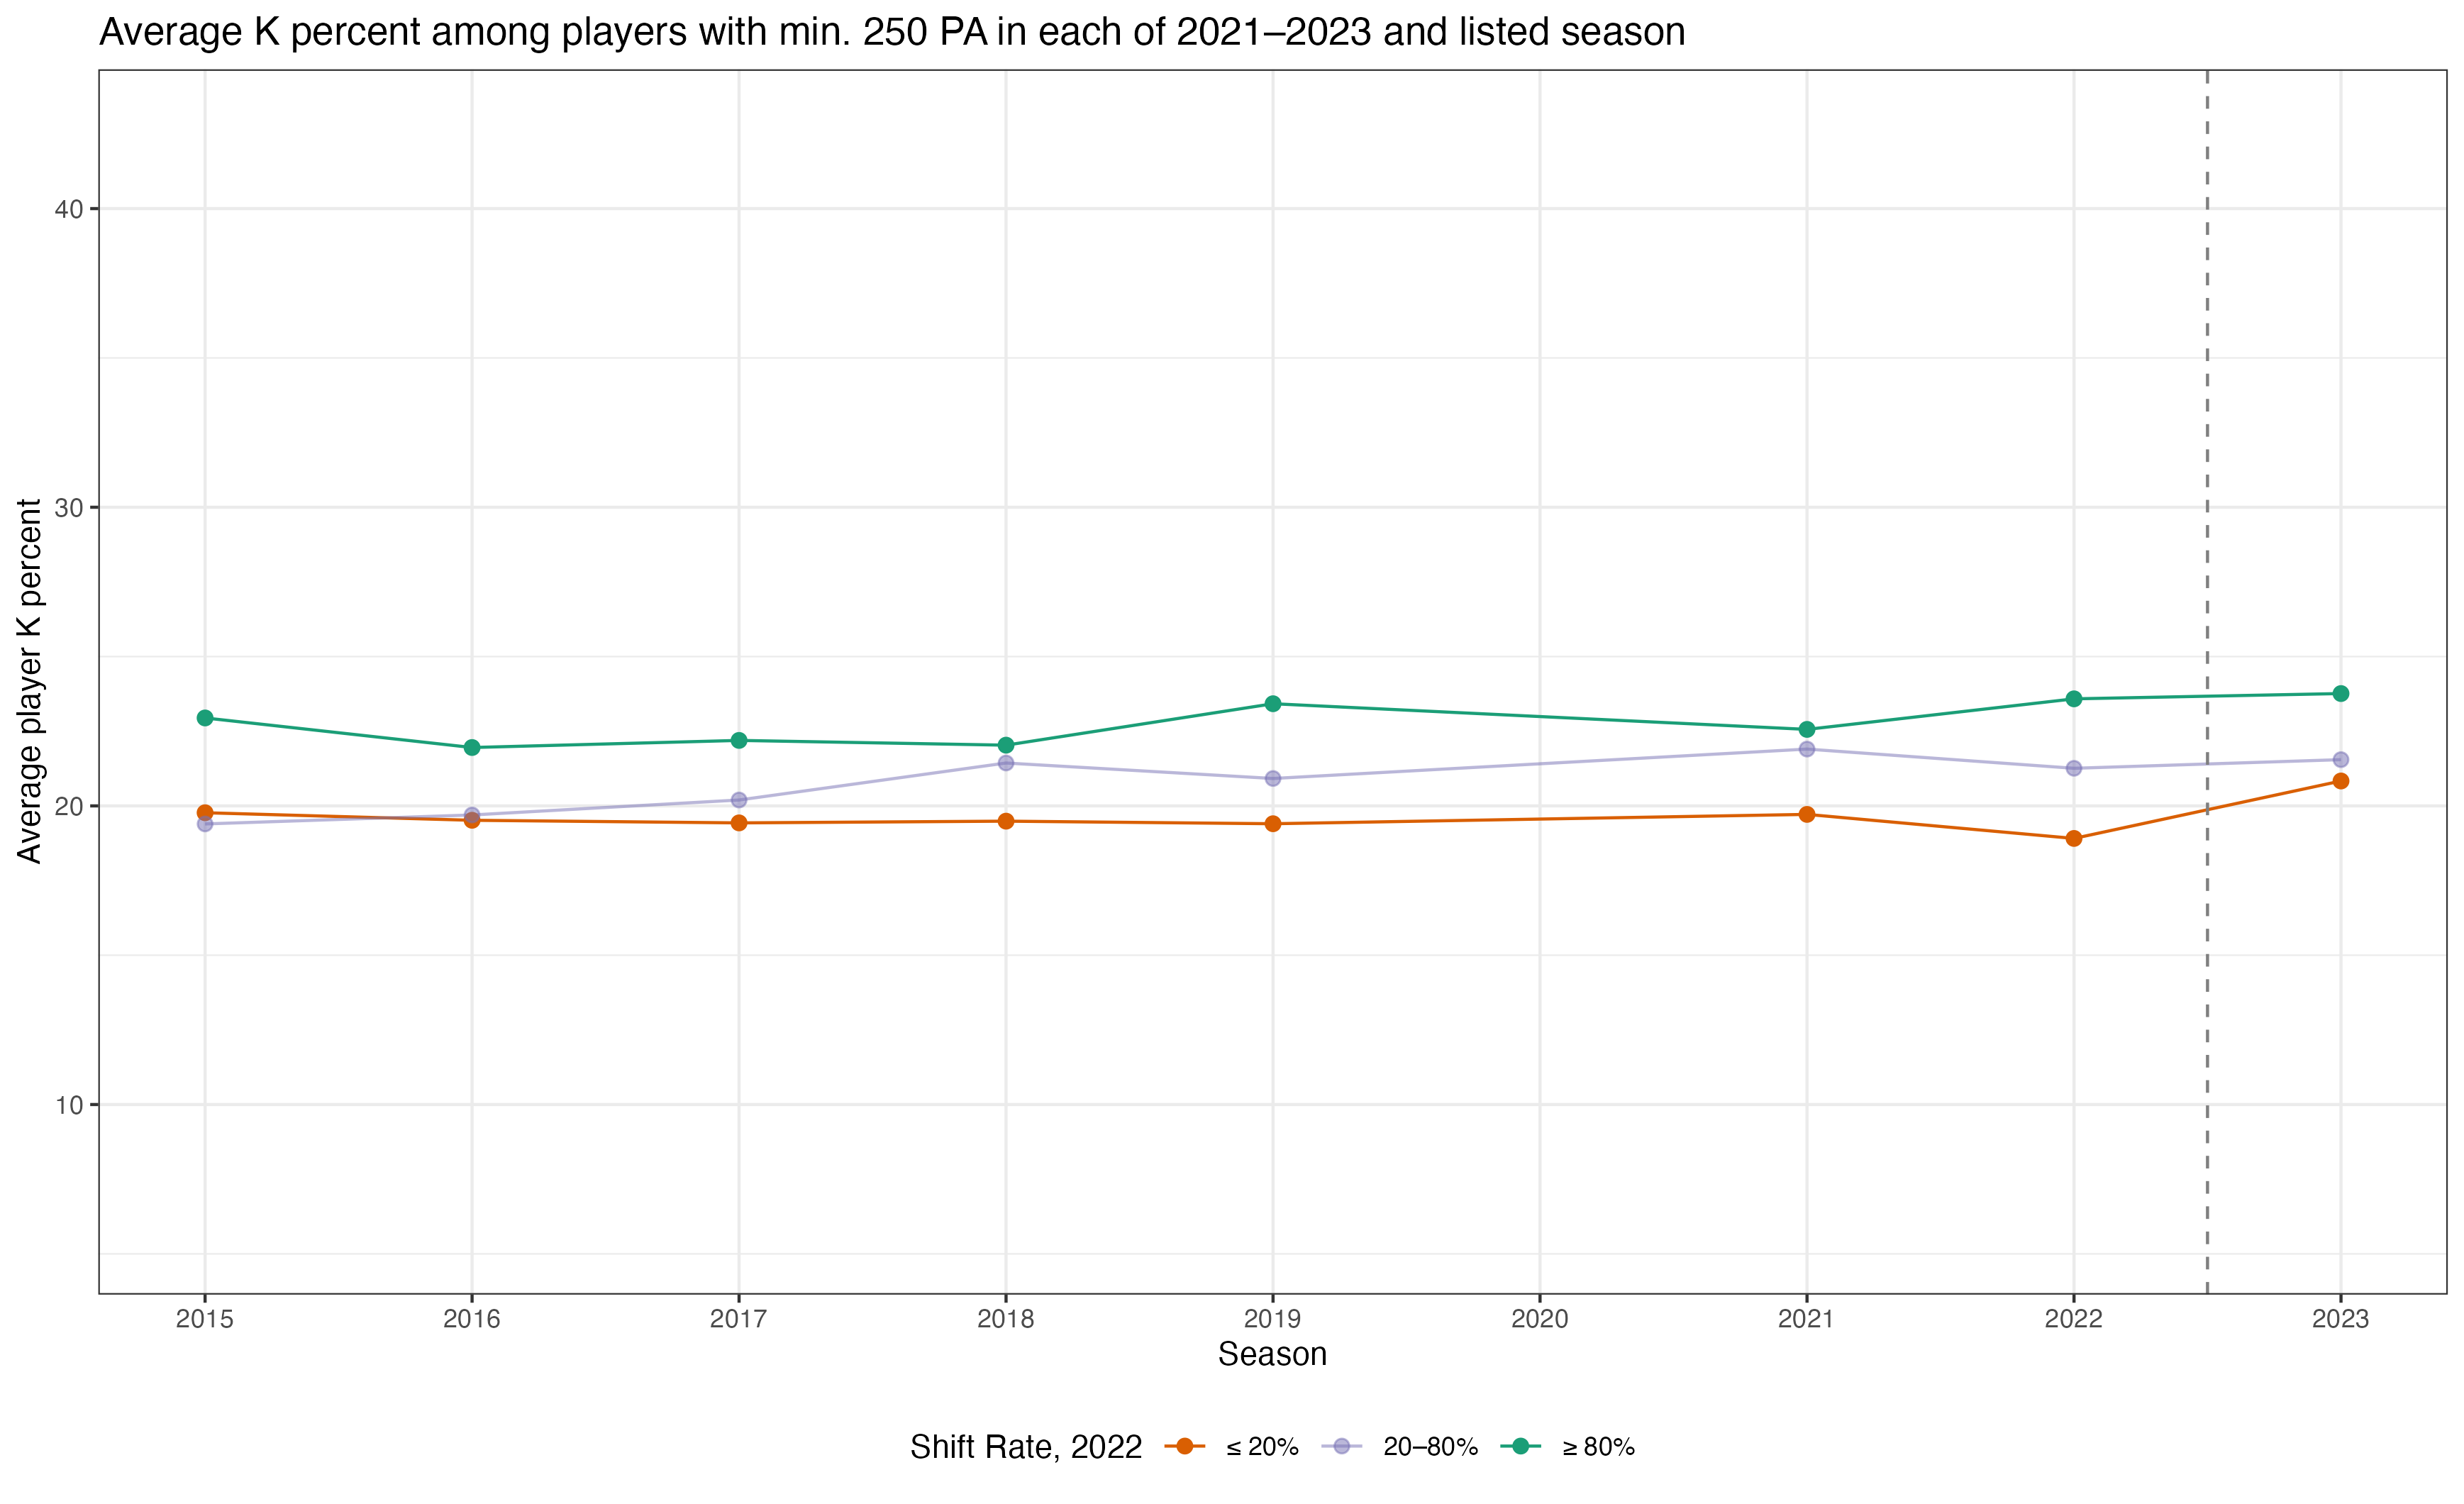 Average K percent among players with min. 250 PA in each of 2021–2023 and listed season
Average player K percent
40
30
20
10
2015 2016 2017 2018 2019 2020 2021 2022 2023
Season
Shift Rate, 2022 ≤ 20% 20–80% ≥ 80%